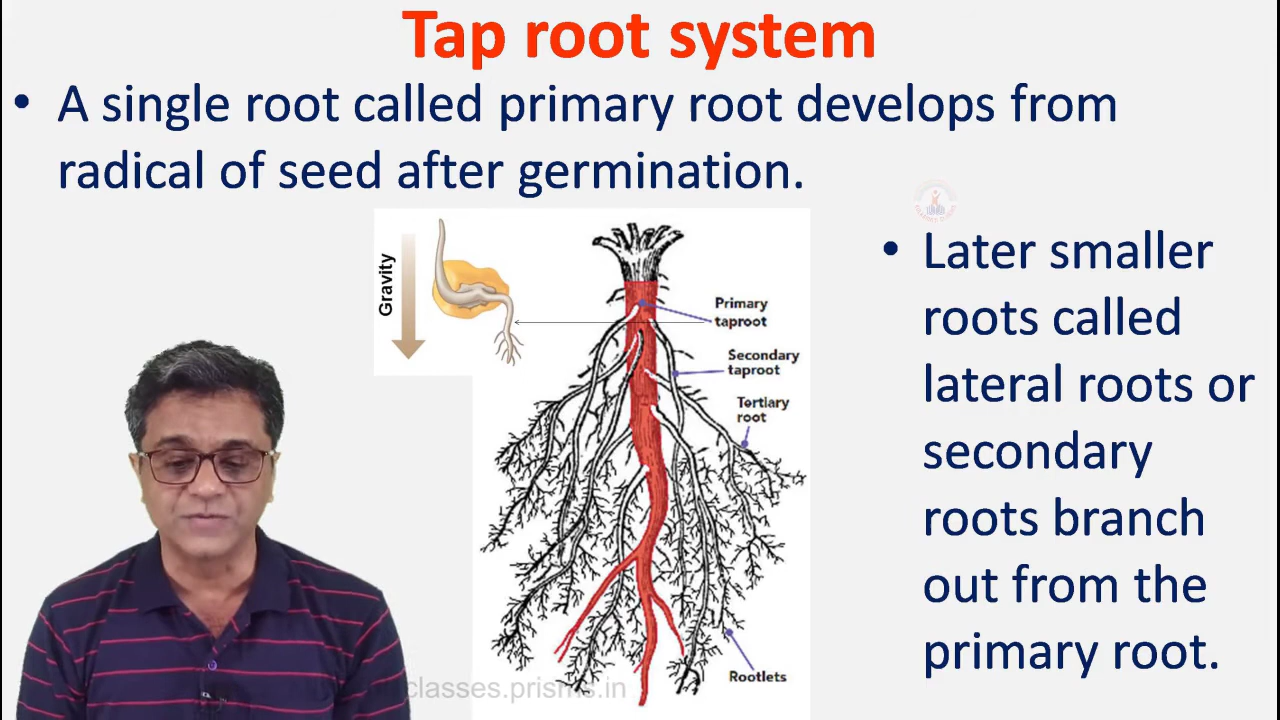 Tap root system
• A single root called primary root develops from
radical of seed after germination.
Gravity
Primary
taproot
Secondary
taproot
Tertiary
root
Rootlets
• Later smaller
roots called
lateral roots or
secondary
roots branch
out from the
primary root.
classes.prisms.in